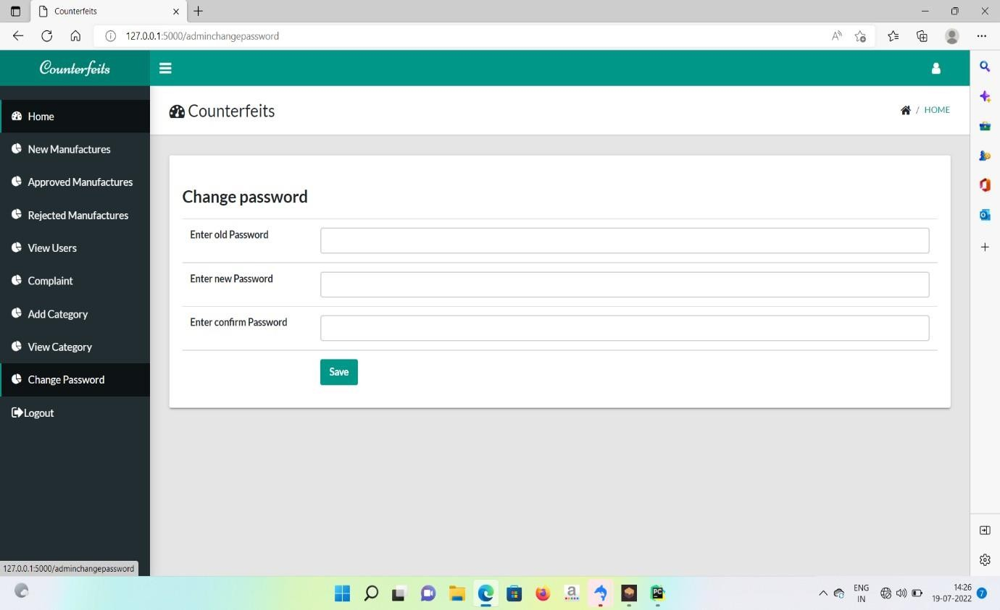 Counterfeits
127.0.0.1:5000/adminchangepassword
Counterfeits
Counterfeits
/ HOME
Home
New Manufactures
Approved Manufactures
Rejected Manufactures
View Users
Complaint
Add Category
View Category
Change Password
Logout
Change password
Enter old Password
Enter new Password
Enter confirm Password
Save
127.0.0.1:5000/adminchangepassword
ENG
IN
14:26
19-07-2022
7